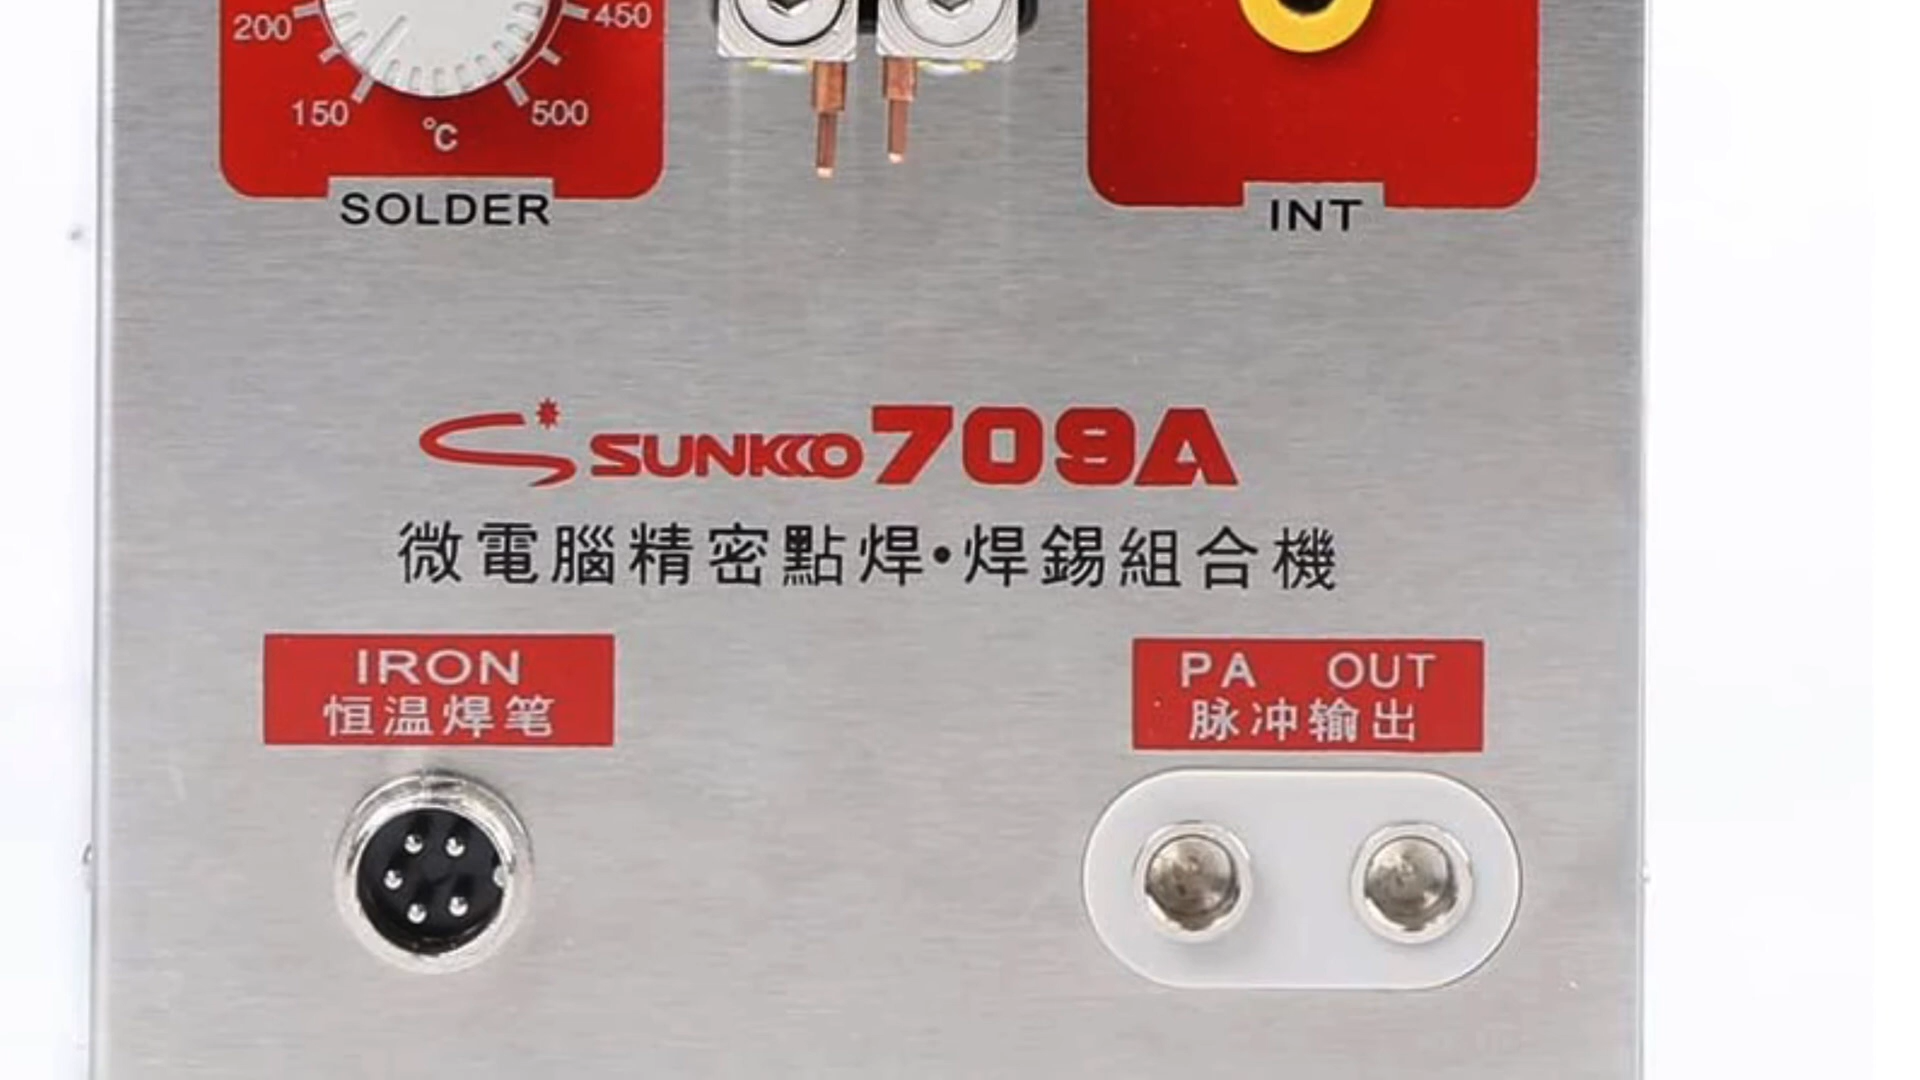 200 450
150 500
°C
SOLDER
INT
SUNKKO 709A
微電腦精密點焊·焊錫組合機
IRON
恒温焊笔
PA OUT
脉冲输出